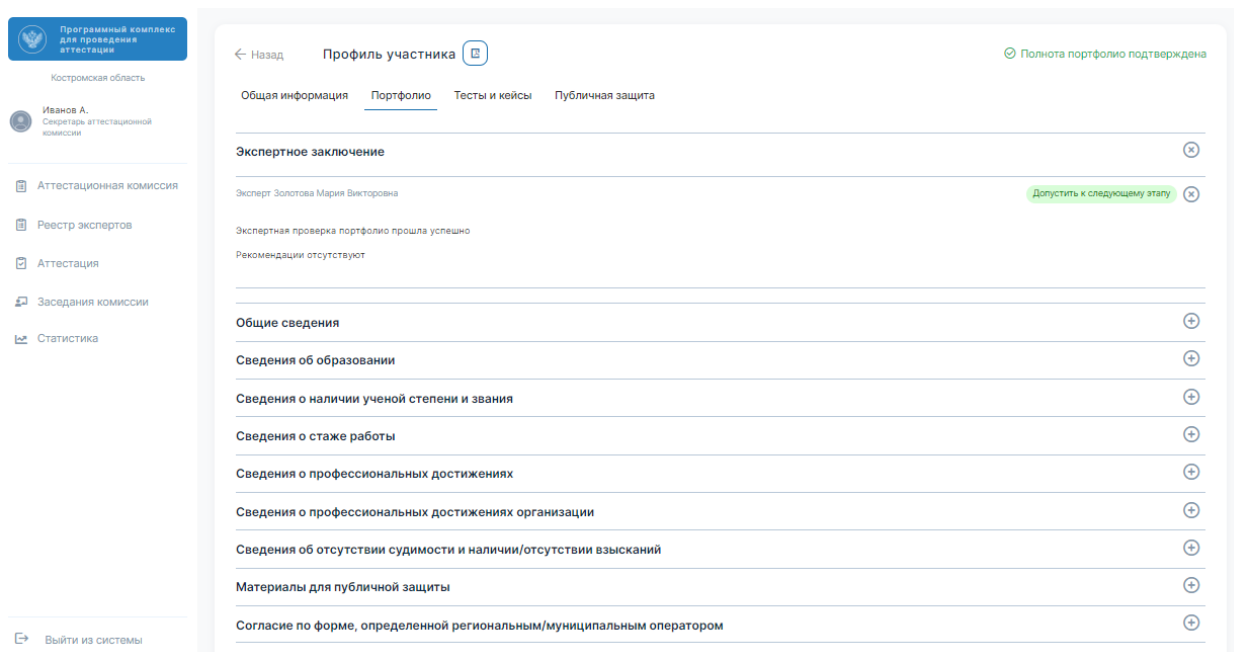 Программный комплекс
для проведения
аттестации
Костромская область
Иванов А.
Секретарь аттестационной
комиссии
Аттестационная комиссия
Реестр экспертов
Аттестация
Заседания комиссии
Статистика
Выйти из системы
Назад
Профиль участника
Полнота портфолио подтверждена
Общая информация
Портфолио
Тесты и кейсы
Публичная защита
Экспертное заключение
Эксперт Золотова Мария Викторовна
Допустить к следующему этапу
Экспертная проверка портфолио прошла успешно
Рекомендации отсутствуют
Общие сведения
Сведения об образовании
Сведения о наличии ученой степени и звания
Сведения о стаже работы
Сведения о профессиональных достижениях
Сведения о профессиональных достижениях организации
Сведения об отсутствии судимости и наличии/отсутствии взысканий
Материалы для публичной защиты
Согласие по форме, определенной региональным/муниципальным оператором